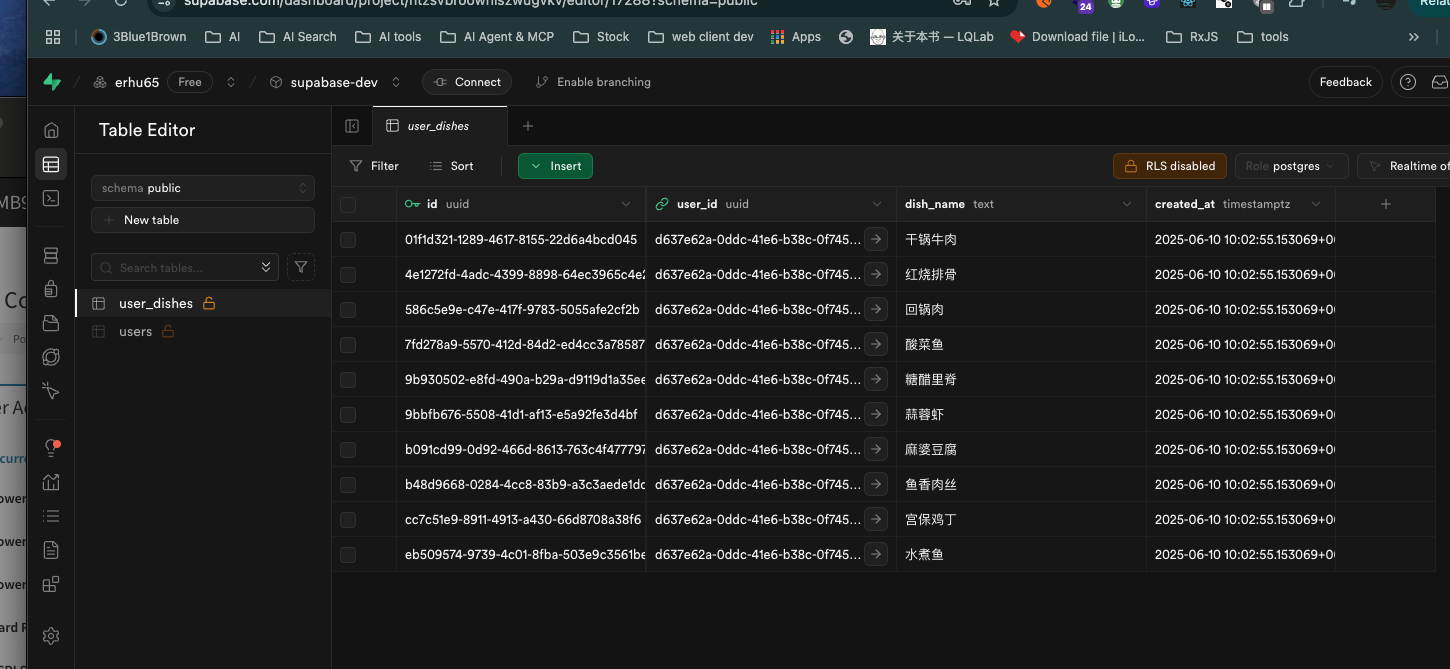 24
3Blue1Brown AI AI Search AI tools AI Agent & MCP Stock web client dev Apps 关于本书 — LQLab Download file | iLo... RxJS tools
erhu65 Free supabase-dev Connect Enable branching Feedback
Table Editor
user_dishes
Filter Sort Insert RLS disabled Role postgres Realtime of
schema public
New table
Search tables...
user_dishes
users
id uuid user_id uuid dish_name text created_at timestamptz
01f1d321-1289-4617-8155-22d6a4bcd045 d637e62a-0ddc-41e6-b38c-0f745... 干锅牛肉 2025-06-10 10:02:55.153069+0
4e1272fd-4adc-4399-8898-64ec3965c4e2 d637e62a-0ddc-41e6-b38c-0f745... 红烧排骨 2025-06-10 10:02:55.153069+0
586c5e9e-c47e-417f-9783-5055afe2cf2b d637e62a-0ddc-41e6-b38c-0f745... 回锅肉 2025-06-10 10:02:55.153069+0
7fd278a9-5570-412d-84d2-ed4cc3a78587 d637e62a-0ddc-41e6-b38c-0f745... 酸菜鱼 2025-06-10 10:02:55.153069+0
9b930502-e8fd-490a-b29a-d9119d1a35ee d637e62a-0ddc-41e6-b38c-0f745... 糖醋里脊 2025-06-10 10:02:55.153069+0
9bbfb676-5508-41d1-af13-e5a92fe3d4bf d637e62a-0ddc-41e6-b38c-0f745... 蒜蓉虾 2025-06-10 10:02:55.153069+0
b091cd99-0d92-466d-8613-763c4f477797 d637e62a-0ddc-41e6-b38c-0f745... 麻婆豆腐 2025-06-10 10:02:55.153069+0
b48d9668-0284-4cc8-83b9-a3c3aede1dc d637e62a-0ddc-41e6-b38c-0f745... 鱼香肉丝 2025-06-10 10:02:55.153069+0
cc7c51e9-8911-4913-a430-66d8708a38f6 d637e62a-0ddc-41e6-b38c-0f745... 宫保鸡丁 2025-06-10 10:02:55.153069+0
eb509574-9739-4c01-8fba-503e9c3561be d637e62a-0ddc-41e6-b38c-0f745... 水煮鱼 2025-06-10 10:02:55.153069+0